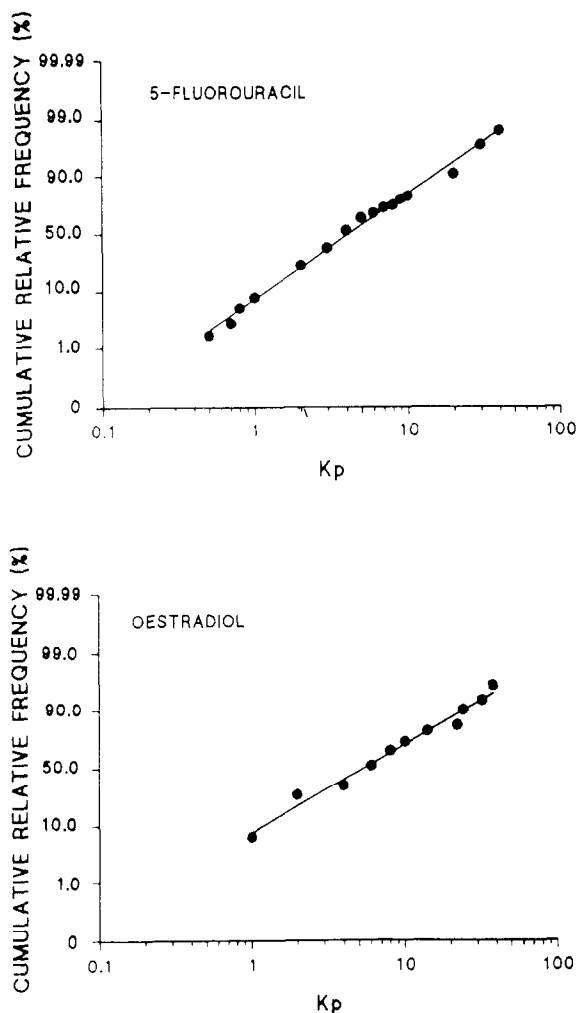 CUMULATIVE RELATIVE FREQUENCY (%)
99.99
5-FLUOROURACIL
99.0
90.0
50.0
10.0
1.0
0
0.1 1 10 100
Kp
CUMULATIVE RELATIVE FREQUENCY (%)
99.99
OESTRADIOL
99.0
90.0
50.0
10.0
1.0
0
0.1 1 10 100
Kp